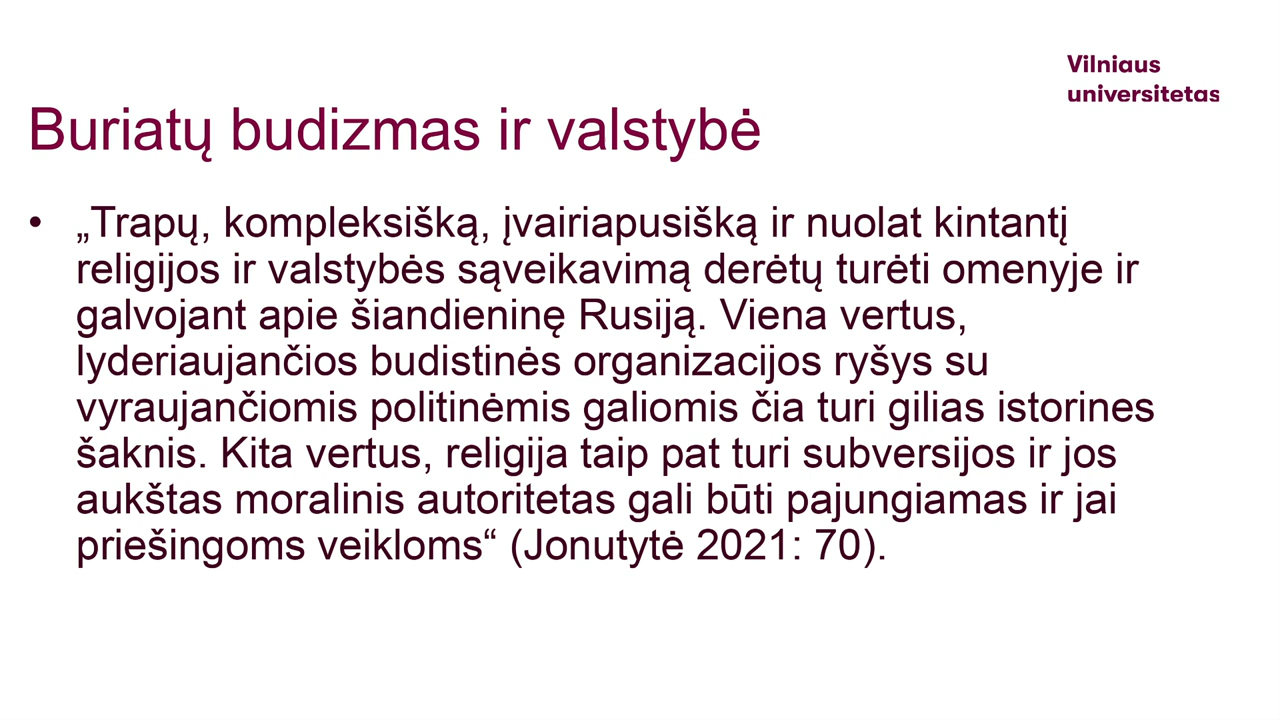 Vilniaus
universitetas
Buriatų budizmas ir valstybė
• „Trapų, kompleksišką, įvairiapusišką ir nuolat kintantį
religijos ir valstybės sąveikavimą derėtų turėti omenyje ir
galvojant apie šiandieninę Rusiją. Viena vertus,
lyderiaujančios budistinės organizacijos ryšys su
vyraujančiomis politinėmis galiomis čia turi gilias istorines
šaknis. Kita vertus, religija taip pat turi subversijos ir jos
aukštas moralinis autoritetas gali būti pajungiamas ir jai
priešingoms veikloms“ (Jonutytė 2021: 70).